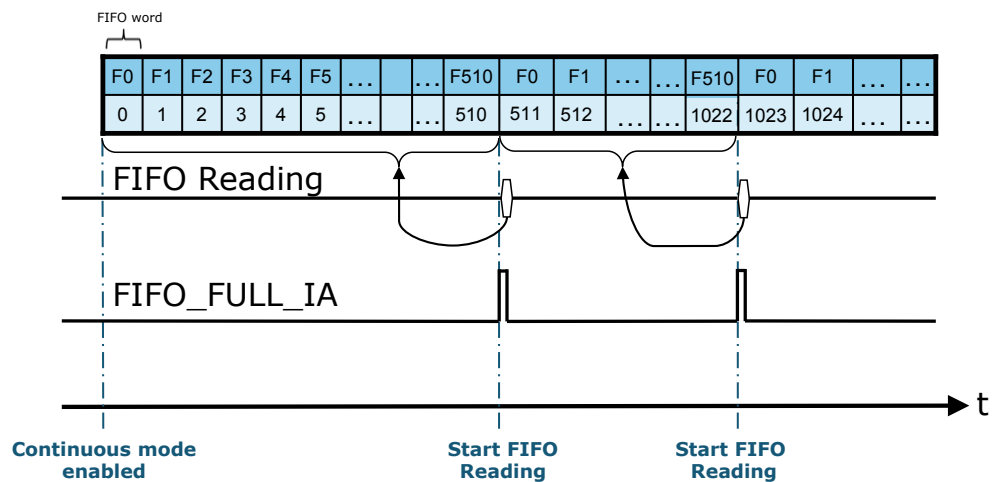 FIFO word
F0 F1 F2 F3 F4 F5 ... ... F510 F0 F1 ... ... F510 F0 F1 ... ...
0 1 2 3 4 5 ... ... 510 511 512 ... ... 1022 1023 1024 ... ...
FIFO Reading
FIFO_FULL_IA
t
Continuous mode
enabled
Start FIFO
Reading
Start FIFO
Reading